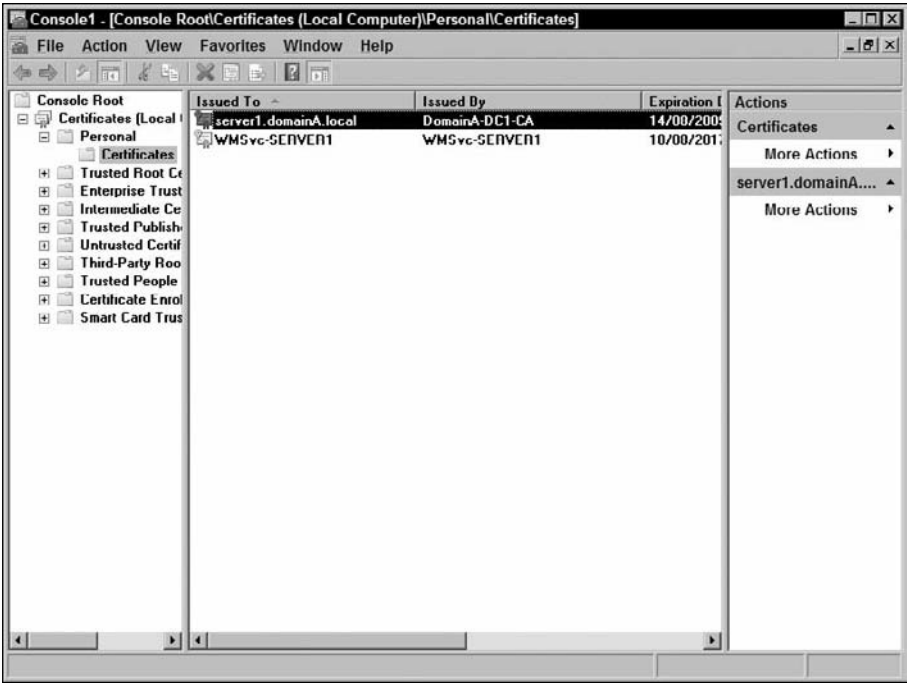 Console1 - [Console Root\Certificates (Local Computer)\Personal\Certificates]
File Action View Favorites Window Help
Console Root
Certificates (Local
Personal
Certificates
Trusted Root Ce
Enterprise Trust
Intermediate Ce
Trusted Publish
Untrusted Certif
Third-Party Roo
Trusted People
Certificate Enrol
Smart Card Trus
Issued To Issued By Expiration
server1.domainA.local DomainA-DC1-CA
WMSvc-SERVER1 WMSvc-SERVER1
Actions
Certificates
More Actions
server1.domainA....
More Actions